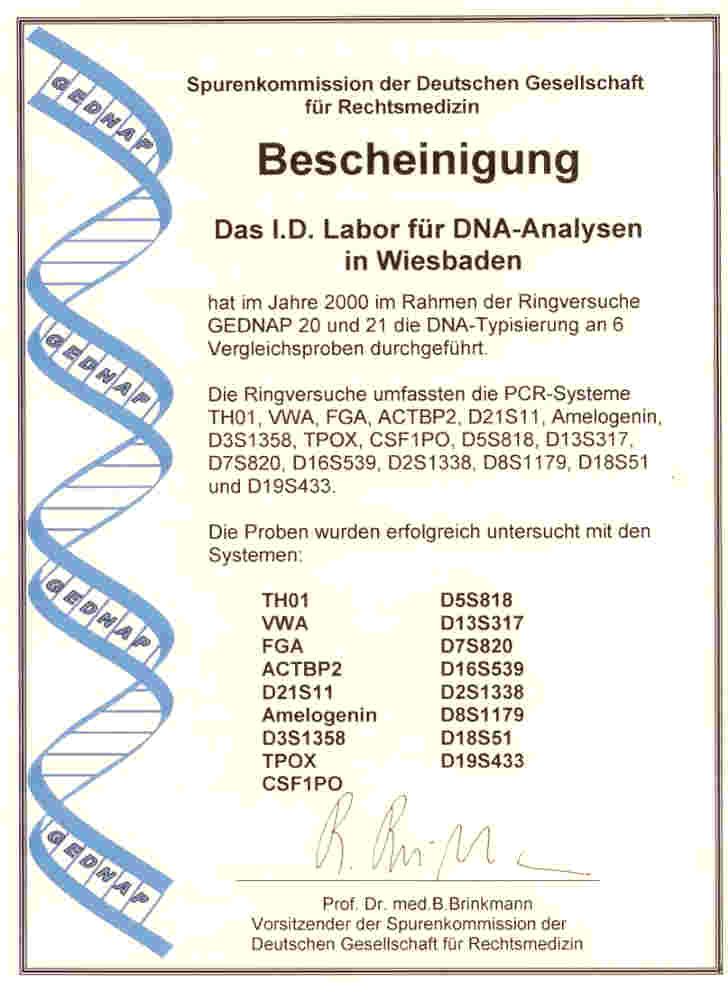 GEDNAP
GEDNAP
GEDNAP
GEDNAP
Spurenkommission der Deutschen Gesellschaft
für Rechtsmedizin
Bescheinigung
Das I.D. Labor für DNA-Analysen
in Wiesbaden
hat im Jahre 2000 im Rahmen der Ringversuche
GEDNAP 20 und 21 die DNA-Typisierung an 6
Vergleichsproben durchgeführt.
Die Ringversuche umfassten die PCR-Systeme
TH01, VWA, FGA, ACTBP2, D21S11, Amelogenin,
D3S1358, TPOX, CSF1PO, D5S818, D13S317,
D7S820, D16S539, D2S1338, D8S1179, D18S51
und D19S433.
Die Proben wurden erfolgreich untersucht mit den
Systemen:
TH01
VWA
FGA
ACTBP2
D21S11
Amelogenin
D3S1358
TPOX
CSF1PO
D5S818
D13S317
D7S820
D16S539
D2S1338
D8S1179
D18S51
D19S433
Prof. Dr. med.B.Brinkmann
Vorsitzender der Spurenkommission der
Deutschen Gesellschaft für Rechtsmedizin